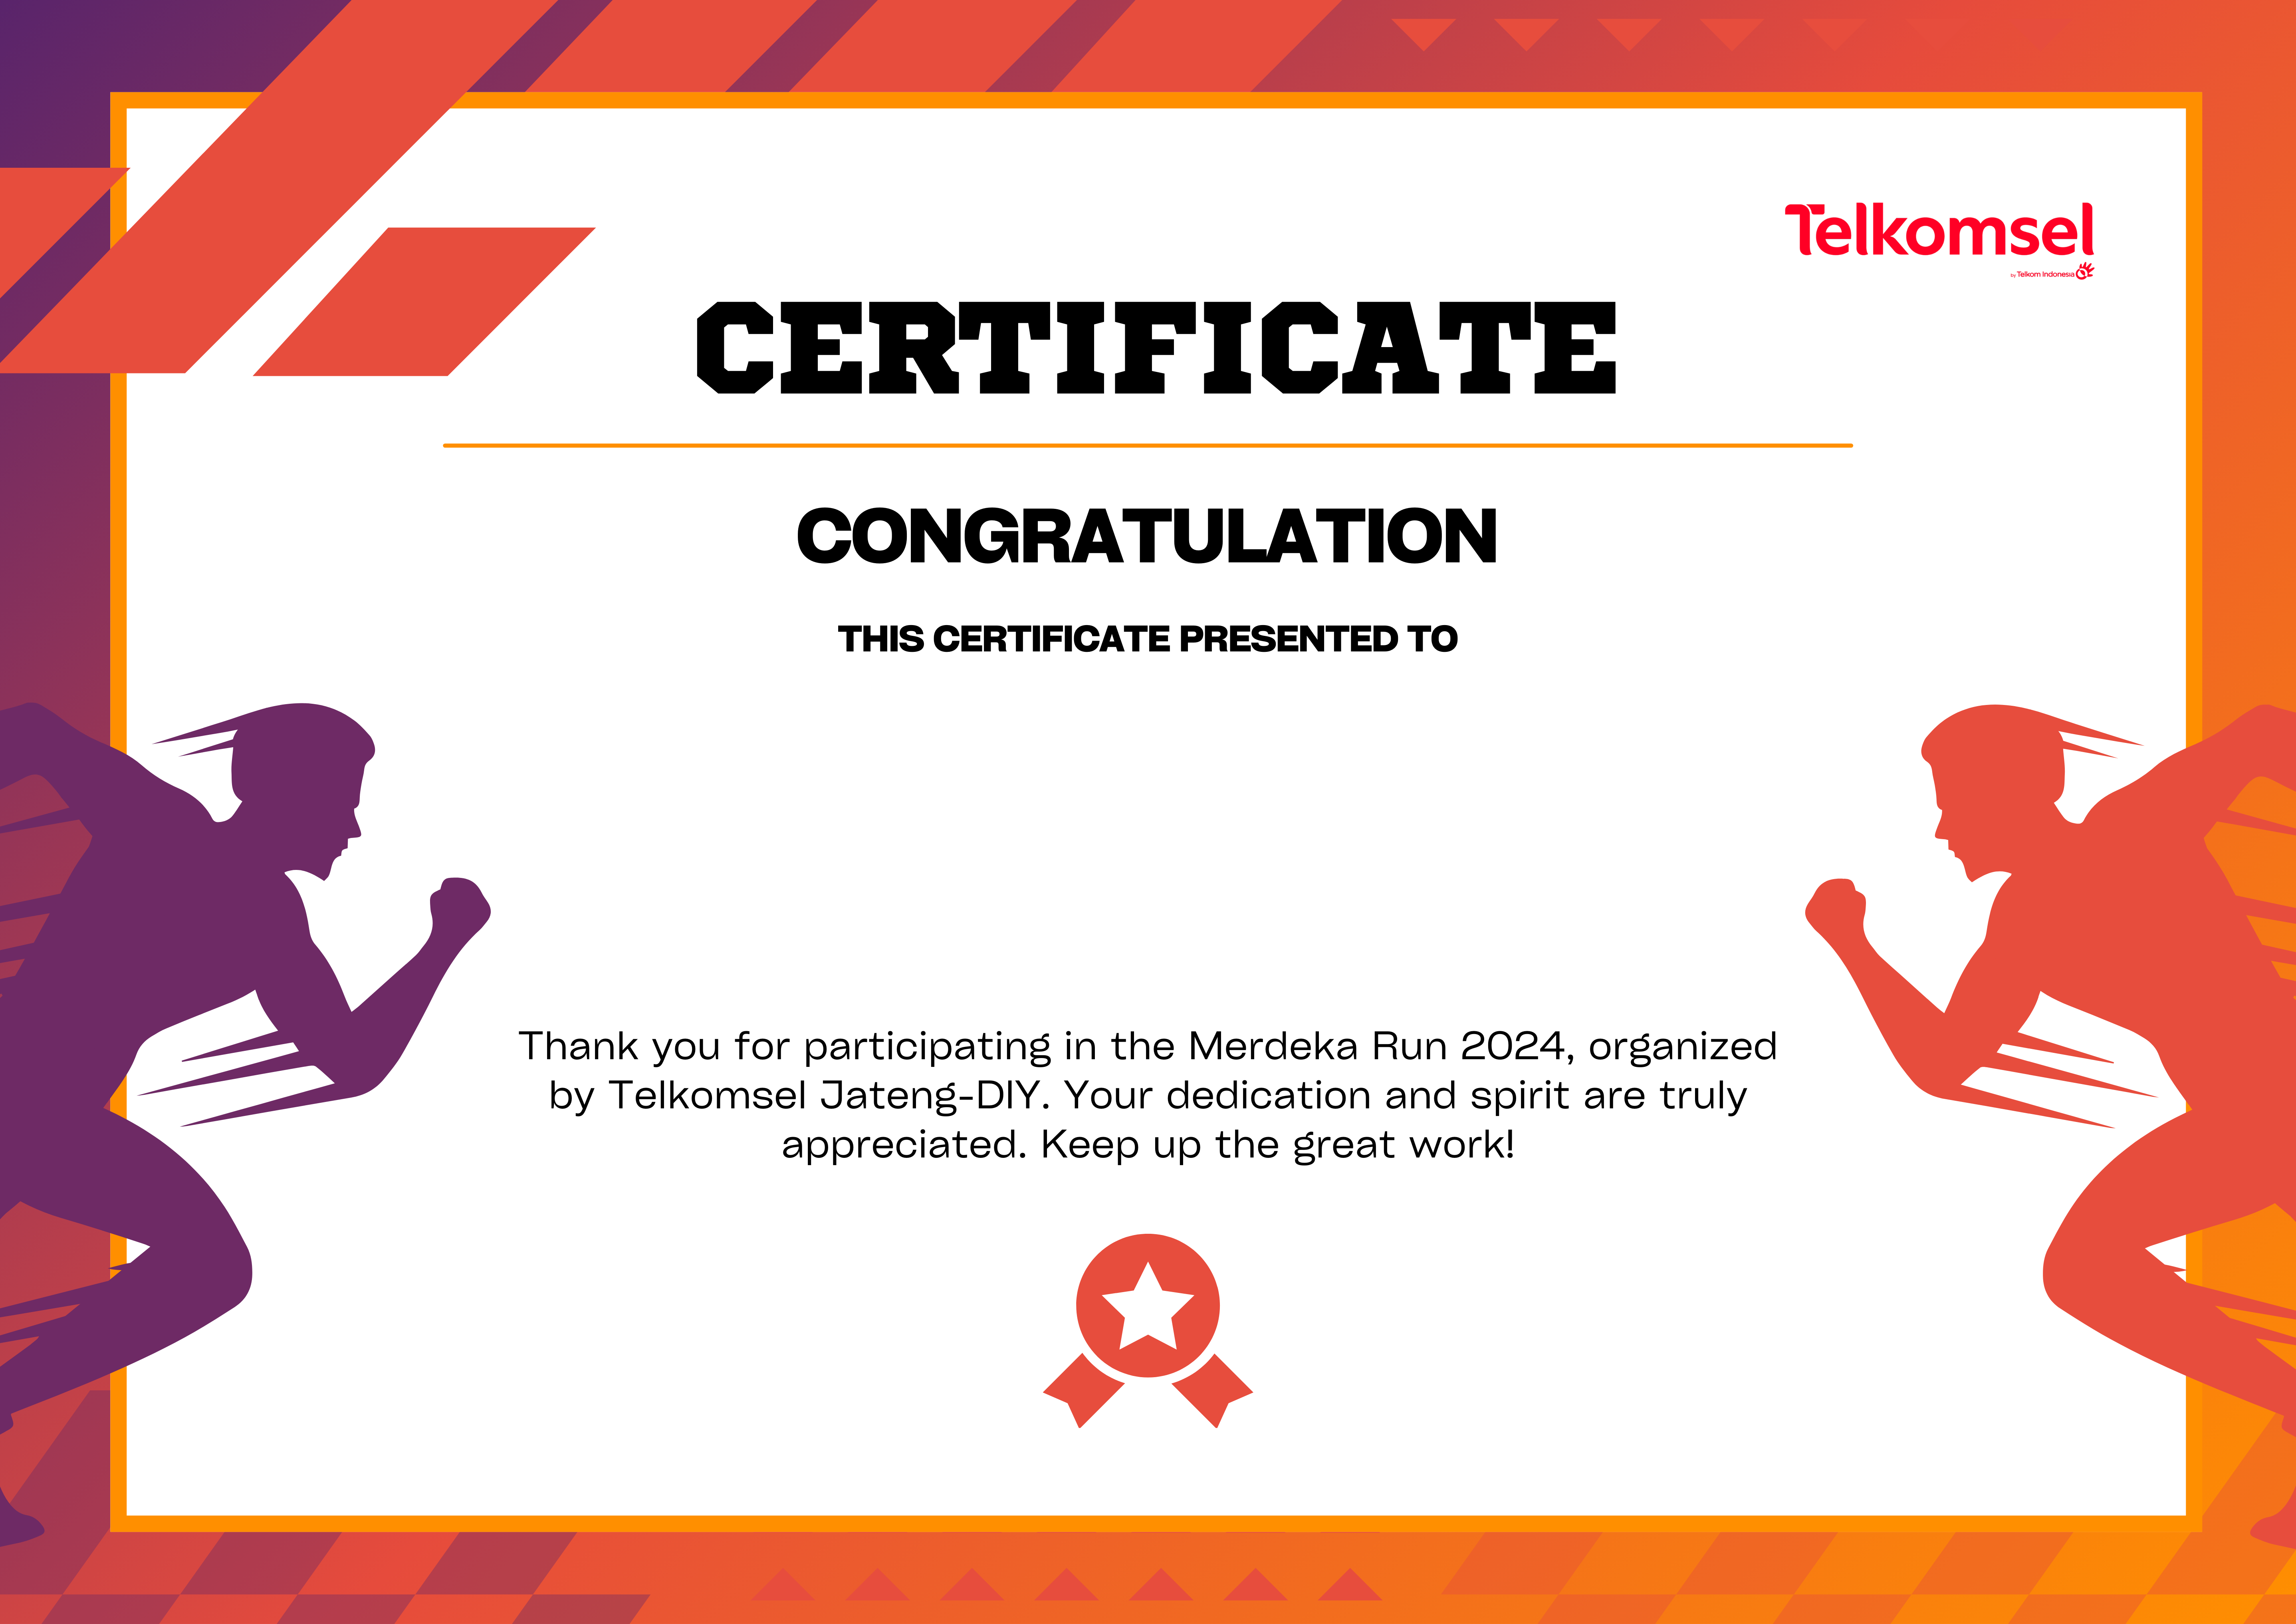 Telkomsel
by Telkom Indonesia
CERTIFICATE
CONGRATULATION
THIS CERTIFICATE PRESENTED TO
Thank you for participating in the Merdeka Run 2024, organized
by Telkomsel Jateng-DIY. Your dedication and spirit are truly
appreciated. Keep up the great work!